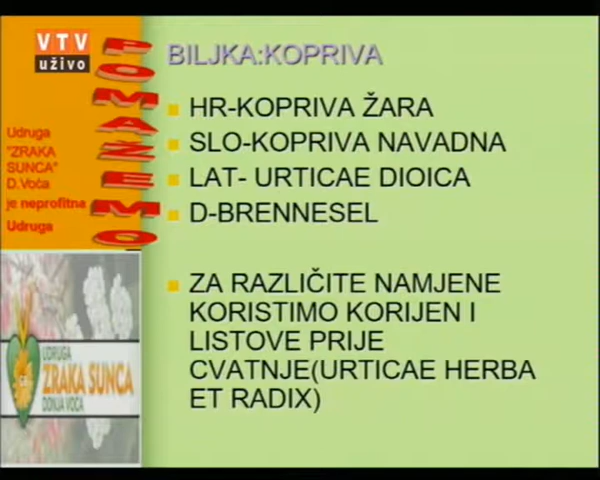 VTV
uživo
POMAŽEMO
Udruga
"ZRAKA
SUNCA"
D.Voća
je neprofitna
Udruga
BILJKA:KOPRIVA
HR-KOPRIVA ŽARA
SLO-KOPRIVA NAVADNA
LAT- URTICAE DIOICA
D-BRENNESEL
ZA RAZLIČITE NAMJENE
KORISTIMO KORIJEN I
LISTOVE PRIJE
CVATNJE(URTICAE HERBA
ET RADIX)
UDRUGA
ZRAKA SUNCA
DONJA VOĆA